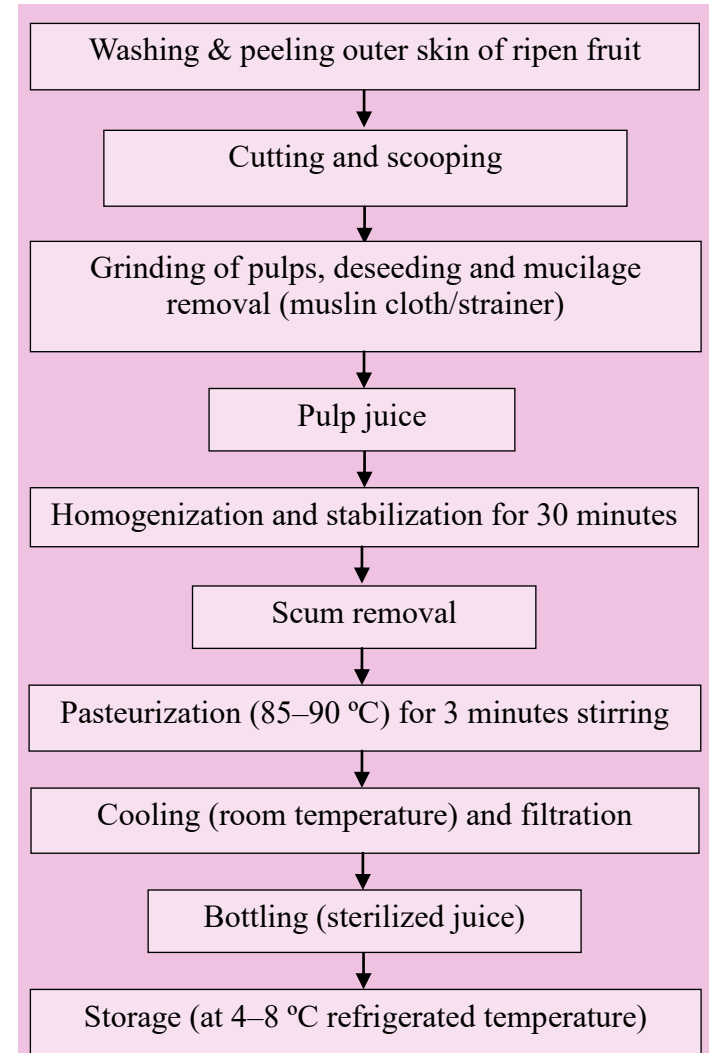 Washing & peeling outer skin of ripen fruit
Cutting and scooping
Grinding of pulps, deseeding and mucilage
removal (muslin cloth/strainer)
Pulp juice
Homogenization and stabilization for 30 minutes
Scum removal
Pasteurization (85–90 ºC) for 3 minutes stirring
Cooling (room temperature) and filtration
Bottling (sterilized juice)
Storage (at 4–8 ºC refrigerated temperature)